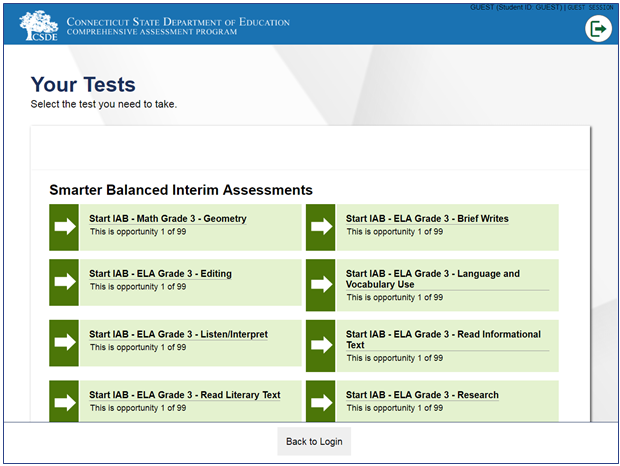 GUEST (Student ID: GUEST) | GUEST SESSION
CONNECTICUT STATE DEPARTMENT OF EDUCATION
COMPREHENSIVE ASSESSMENT PROGRAM
CSDE
Your Tests
Select the test you need to take.
Smarter Balanced Interim Assessments
Start IAB - Math Grade 3 - Geometry
This is opportunity 1 of 99
Start IAB - ELA Grade 3 - Brief Writes
This is opportunity 1 of 99
Start IAB - ELA Grade 3 - Editing
This is opportunity 1 of 99
Start IAB - ELA Grade 3 - Language and
Vocabulary Use
This is opportunity 1 of 99
Start IAB - ELA Grade 3 - Listen/Interpret
This is opportunity 1 of 99
Start IAB - ELA Grade 3 - Read Informational
Text
This is opportunity 1 of 99
Start IAB - ELA Grade 3 - Read Literary Text
This is opportunity 1 of 99
Start IAB - ELA Grade 3 - Research
This is opportunity 1 of 99
Back to Login